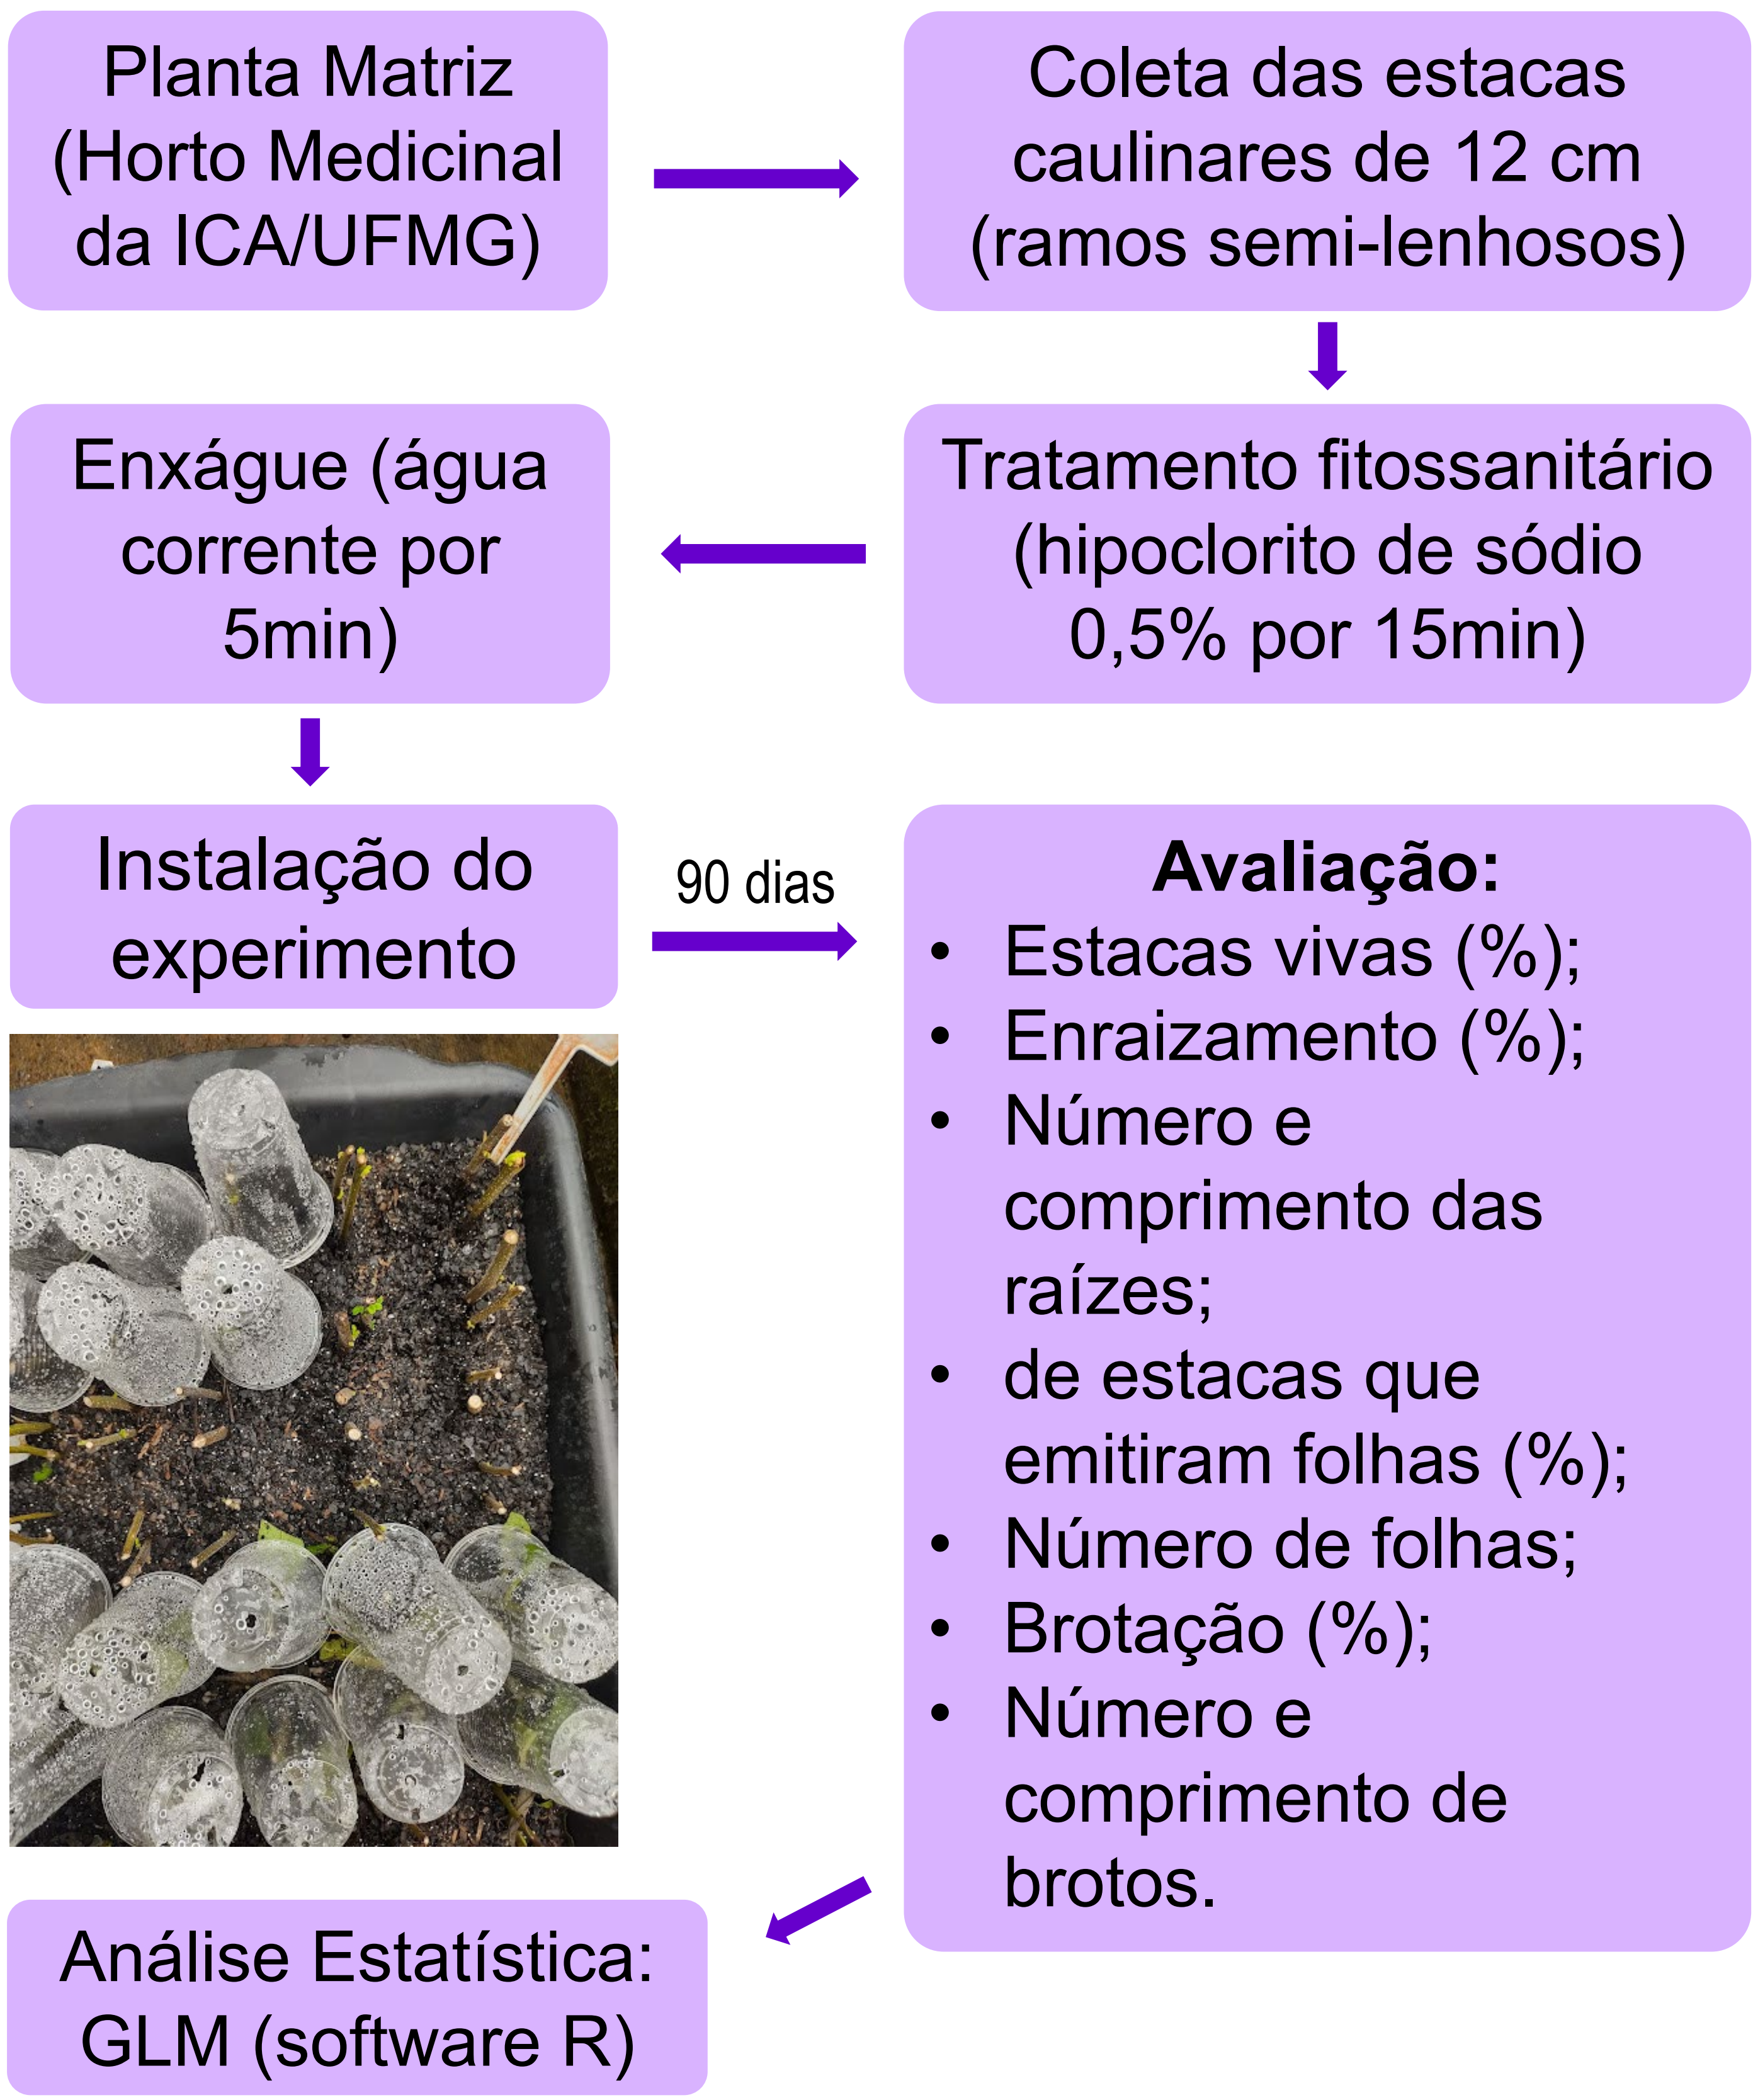 Planta Matriz
(Horto Medicinal
da ICA/UFMG)
Coleta das estacas
caulinares de 12 cm
(ramos semi-lenhosos)
Tratamento fitossanitário
(hipoclorito de sódio
0,5% por 15min)
Enxágue (água
corrente por
5min)
Instalação do
experimento
90 dias
Avaliação:
• Estacas vivas (%);
• Enraizamento (%);
• Número e
comprimento das
raízes;
• de estacas que
emitiram folhas (%);
• Número de folhas;
• Brotação (%);
• Número e
comprimento de
brotos.
Análise Estatística:
GLM (software R)